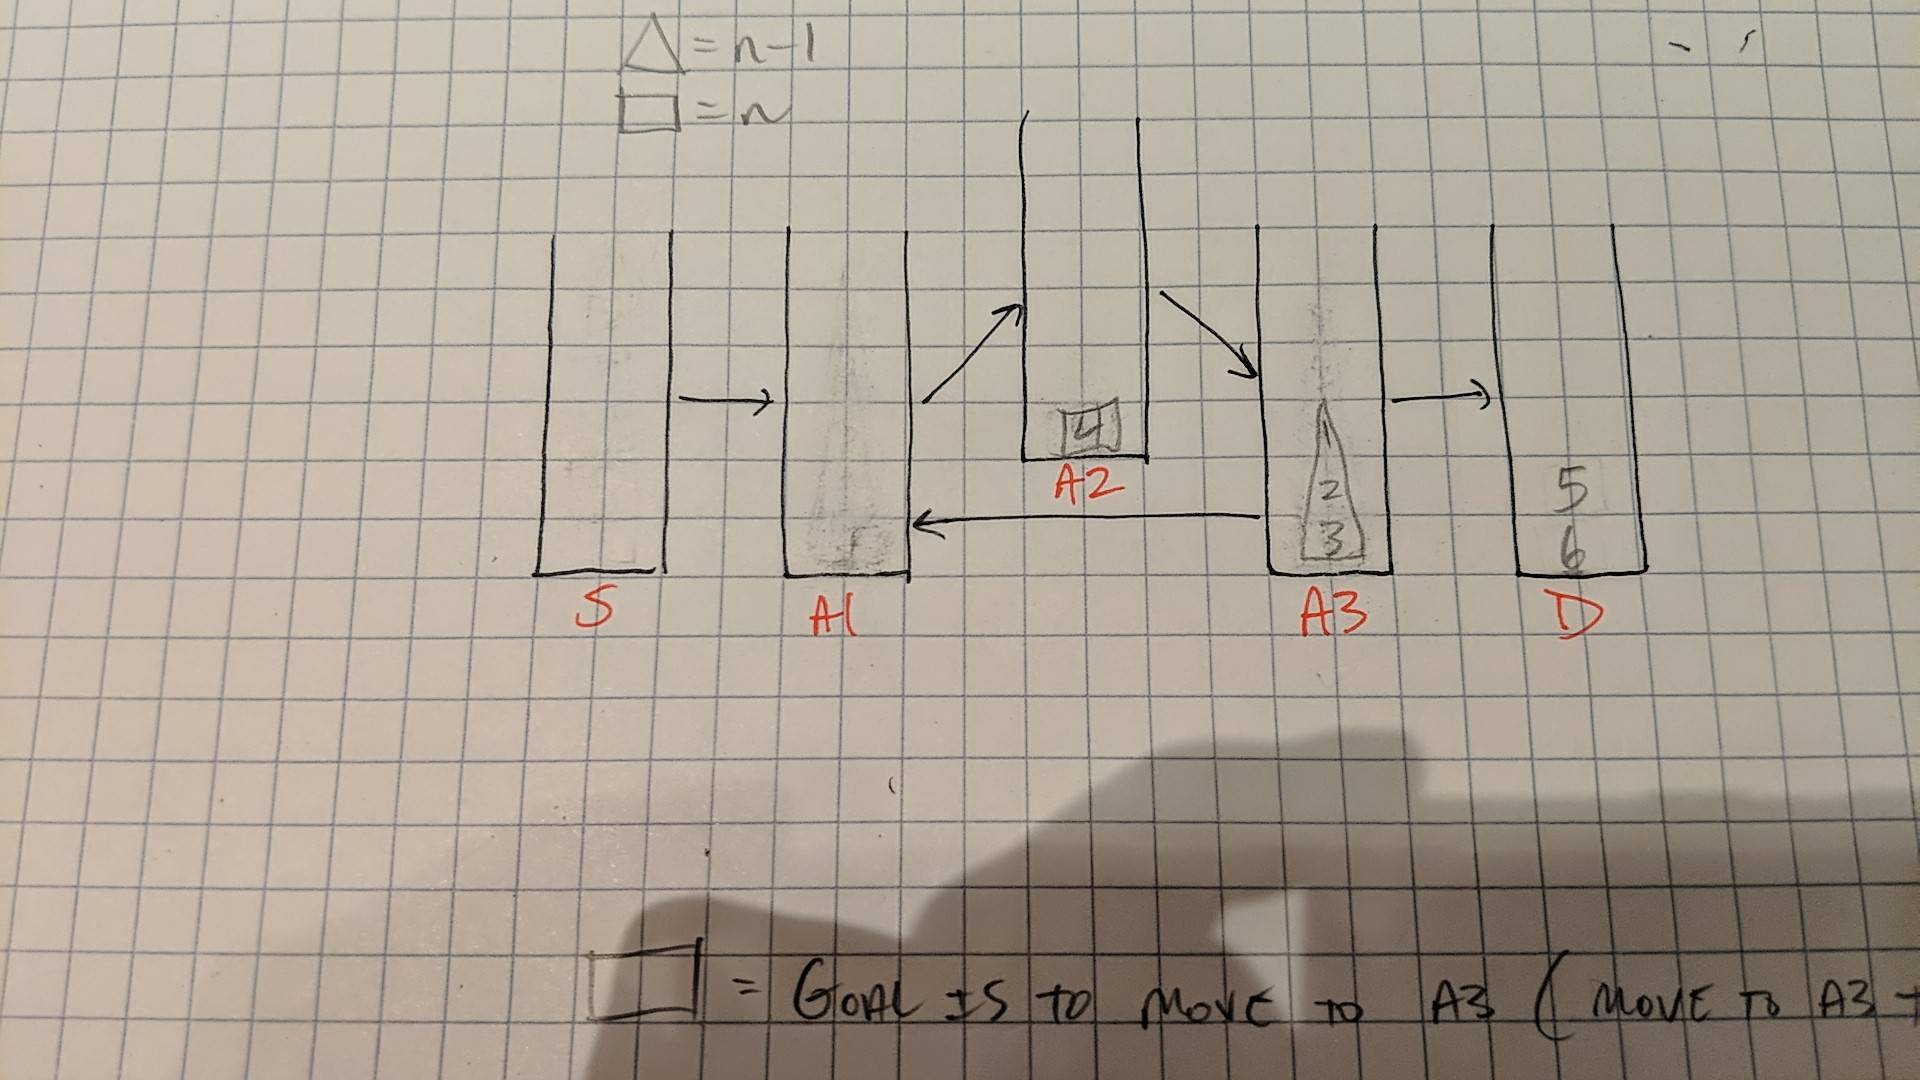 △ = n-1
□ = n
4
1
2
3
5
6
S A1 A2 A3 D
□ = GOAL IS TO MOVE TO A3 ( MOVE TO A3